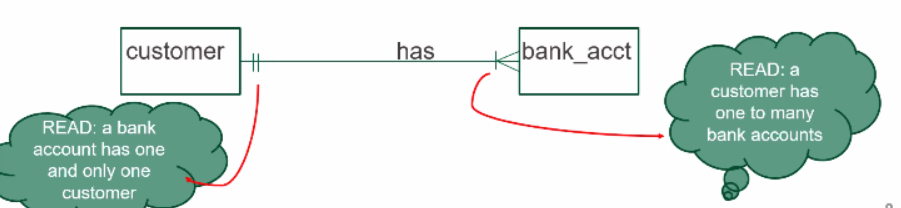 customer
has
bank_acct
READ: a
customer has
one to many
bank accounts
READ: a bank
account has one
and only one
customer